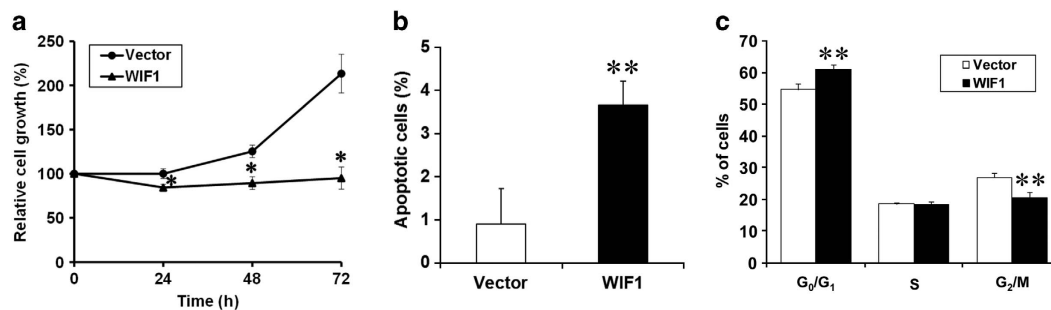 a
Relative cell growth (%)
250
200
150
100
50
0
Vector
WIF1
*
*
*
0 24 48 72
Time (h)
b
Apoptotic cells (%)
5
4
3
2
1
0
**
Vector WIF1
c
% of cells
70
60
50
40
30
20
10
0
**
**
Vector
WIF1
G₀/G₁ S G₂/M